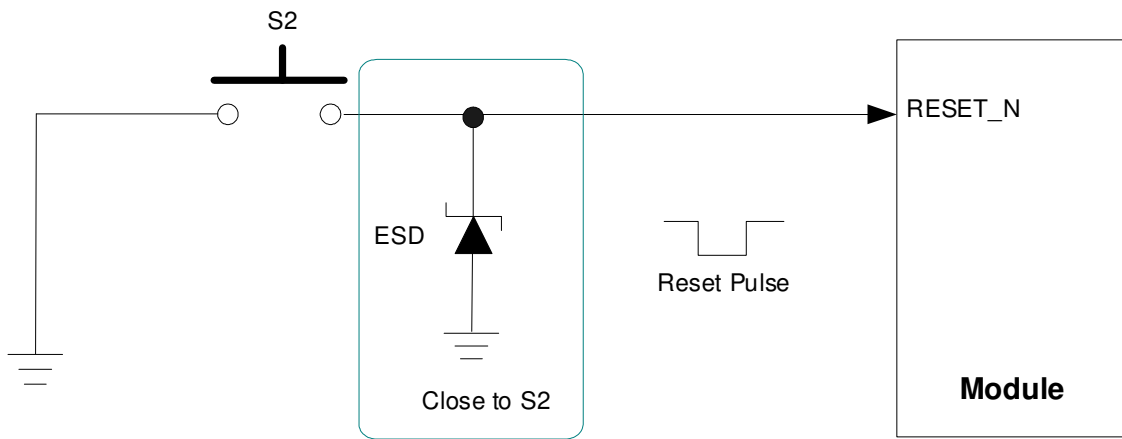 S2
RESET_N
ESD
Reset Pulse
Close to S2
Module